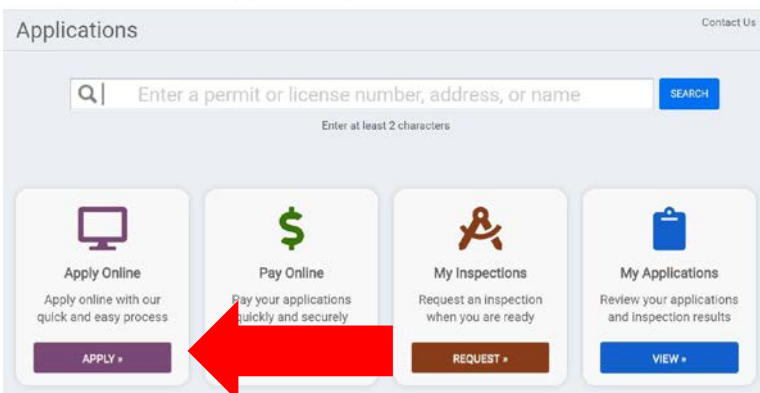 Applications
Contact Us
Enter a permit or license number, address, or name
SEARCH
Enter at least 2 characters
Apply Online
Apply online with our
quick and easy process
APPLY »
Pay Online
Pay your applications
quickly and securely
My Inspections
Request an inspection
when you are ready
REQUEST »
My Applications
Review your applications
and inspection results
VIEW »